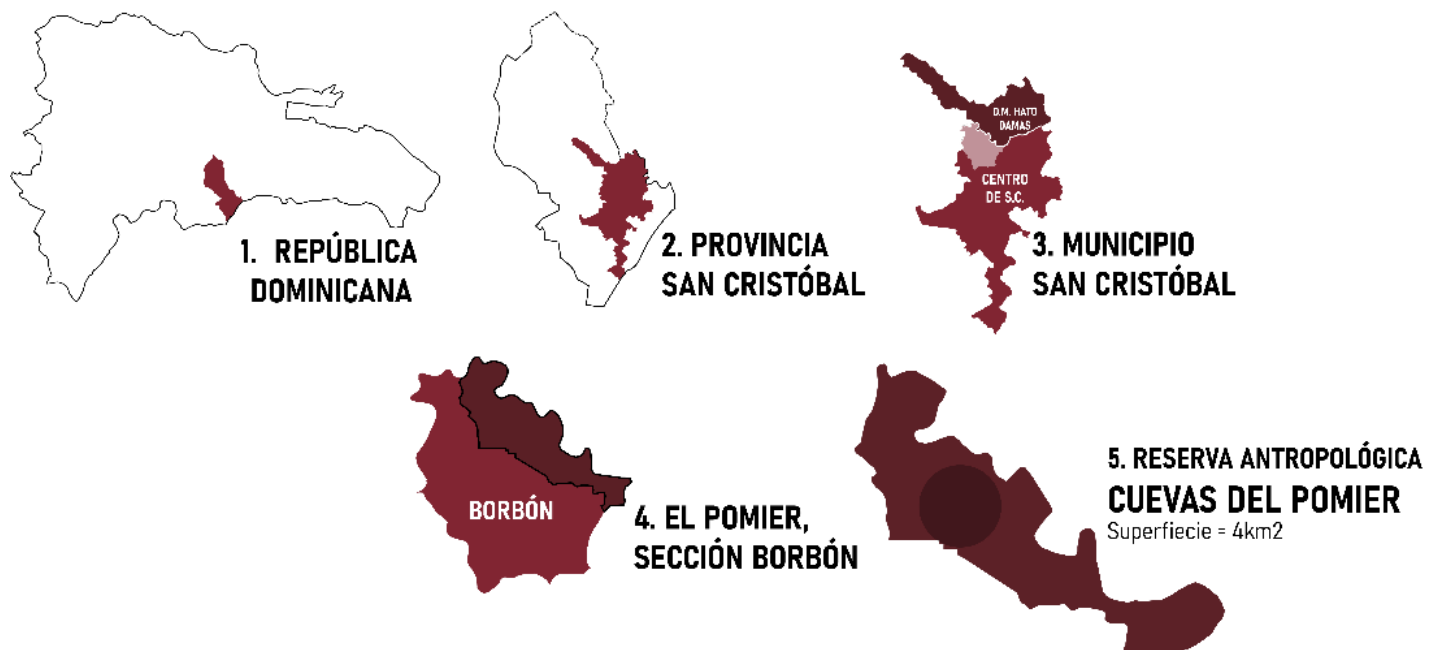 1. REPÚBLICA
DOMINICANA
2. PROVINCIA
SAN CRISTÓBAL
D.M. HATO
DAMAS
CENTRO
DE S.C.
3. MUNICIPIO
SAN CRISTÓBAL
BORBÓN
4. EL POMIER,
SECCIÓN BORBÓN
5. RESERVA ANTROPOLÓGICA
CUEVAS DEL POMIER
Superfiecie = 4km2